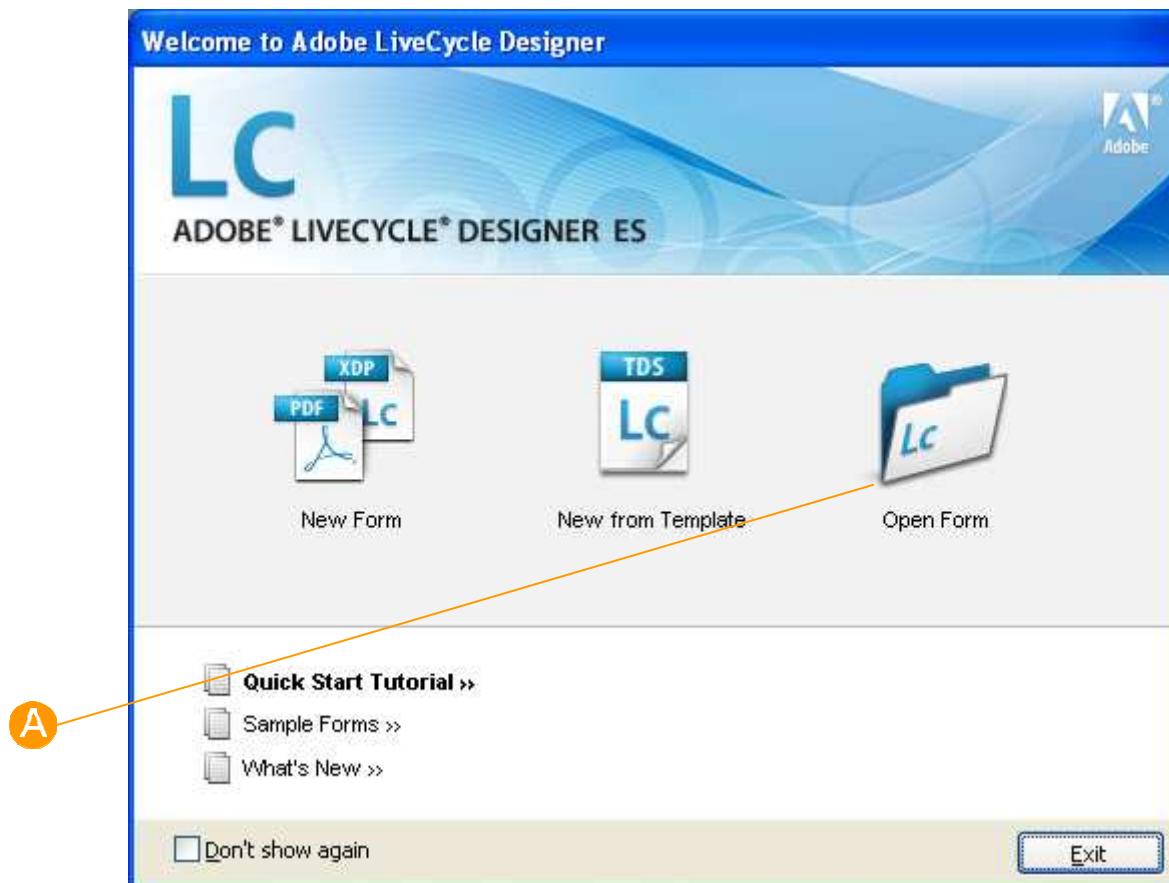 Welcome to Adobe LiveCycle Designer
Lc
Adobe®
ADOBE® LIVECYCLE® DESIGNER ES
XDP
PDF
Lc
TDS
Lc
Lc
New Form
New from Template
Open Form
Quick Start Tutorial »
A
Sample Forms »
What's New »
Don't show again
Exit